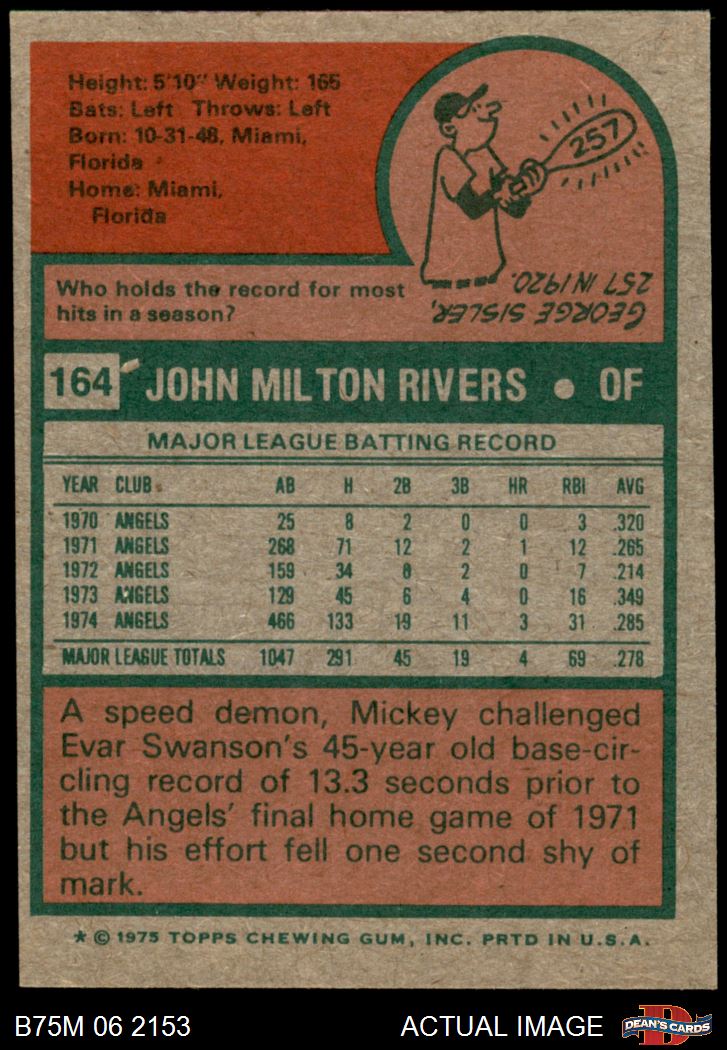 Height: 5'10" Weight: 165
Bats: Left Throws: Left
Born: 10-31-48, Miami,
Florida
Home: Miami,
Florida
257
Who holds the record for most
hits in a season?
GEORGE SISLER,
257 IN 1920.
164 JOHN MILTON RIVERS • OF
MAJOR LEAGUE BATTING RECORD
YEAR CLUB AB H 2B 3B HR RBI AVG
1970 ANGELS 25 8 2 0 0 3 .320
1971 ANGELS 268 71 12 2 1 12 .265
1972 ANGELS 159 34 8 2 0 7 .214
1973 ANGELS 129 45 6 4 0 16 .349
1974 ANGELS 466 133 19 11 3 31 .285
MAJOR LEAGUE TOTALS 1047 291 45 19 4 69 .278
A speed demon, Mickey challenged
Evar Swanson's 45-year old base-cir-
cling record of 13.3 seconds prior to
the Angels' final home game of 1971
but his effort fell one second shy of
mark.
* © 1975 TOPPS CHEWING GUM, INC. PRTD IN U.S.A.
B75M 06 2153 ACTUAL IMAGE D DEAN'S CARDS